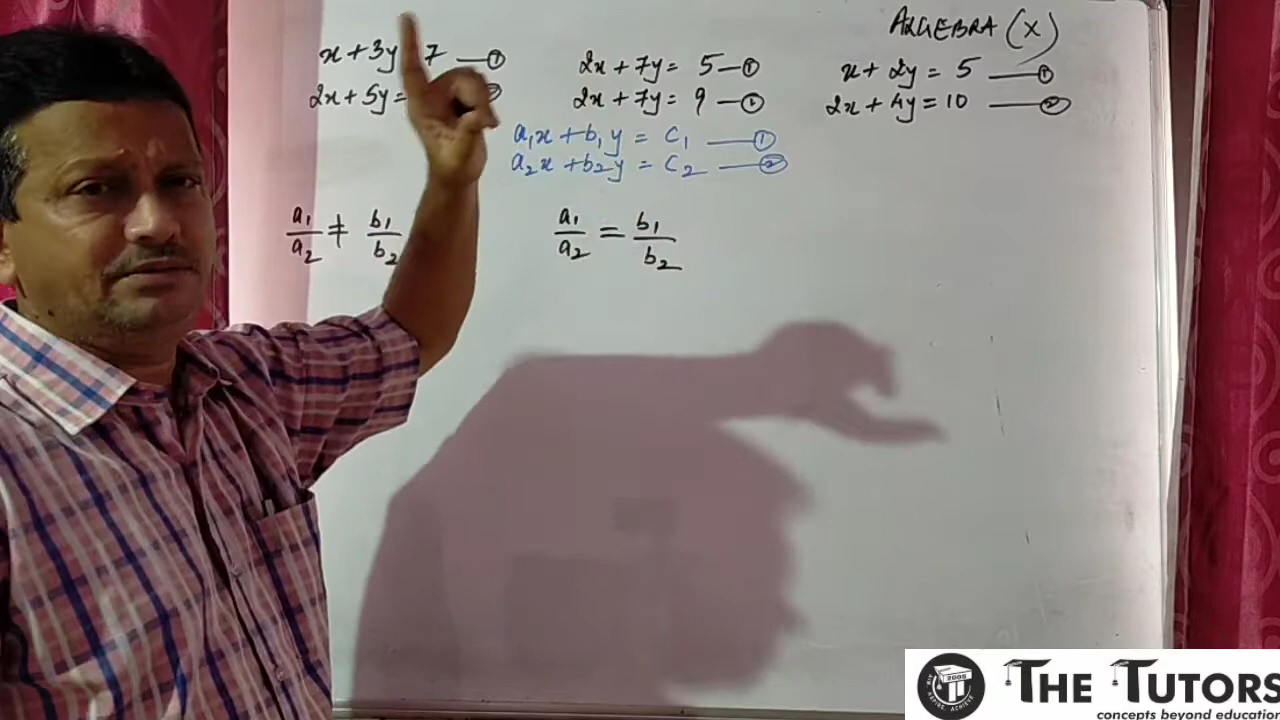 ALGEBRA (X)
x + 3y 7 —①
2x + 5y =
2x + 7y = 5 —①
2x + 7y = 9 —②
x + 2y = 5 —①
2x + 4y = 10 —②
a₁x + b₁y = c₁ —①
a₂x + b₂y = c₂ —②
a₁/a₂ ≠ b₁/b₂
a₁/a₂ = b₁/b₂
2005
THE TUTORS
concepts beyond education